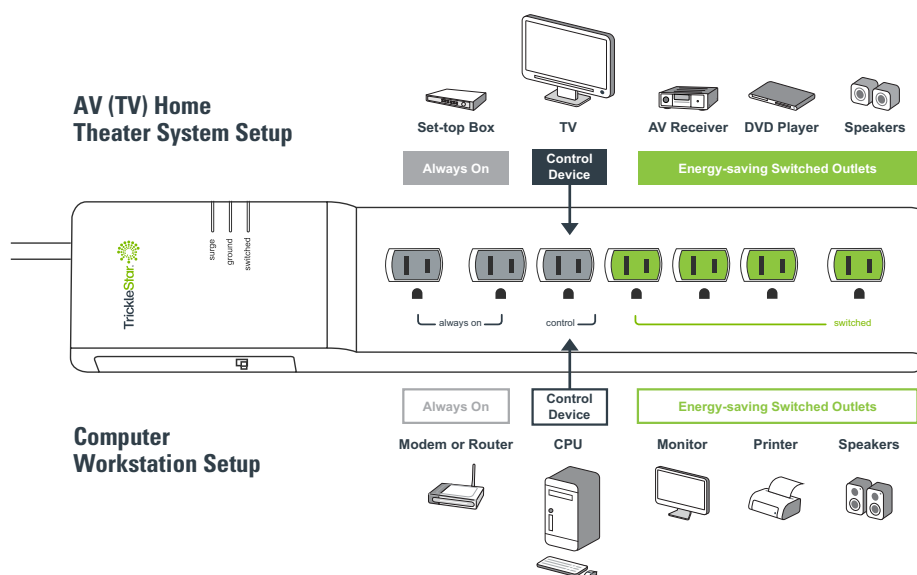 AV (TV) Home
Theater System Setup
Set-top Box
TV
AV Receiver
DVD Player
Speakers
Always On
Control
Device
Energy-saving Switched Outlets
TrickleStar
surge
ground
switched
always on
control
switched
Always On
Control
Device
Energy-saving Switched Outlets
Computer
Workstation Setup
Modem or Router
CPU
Monitor
Printer
Speakers